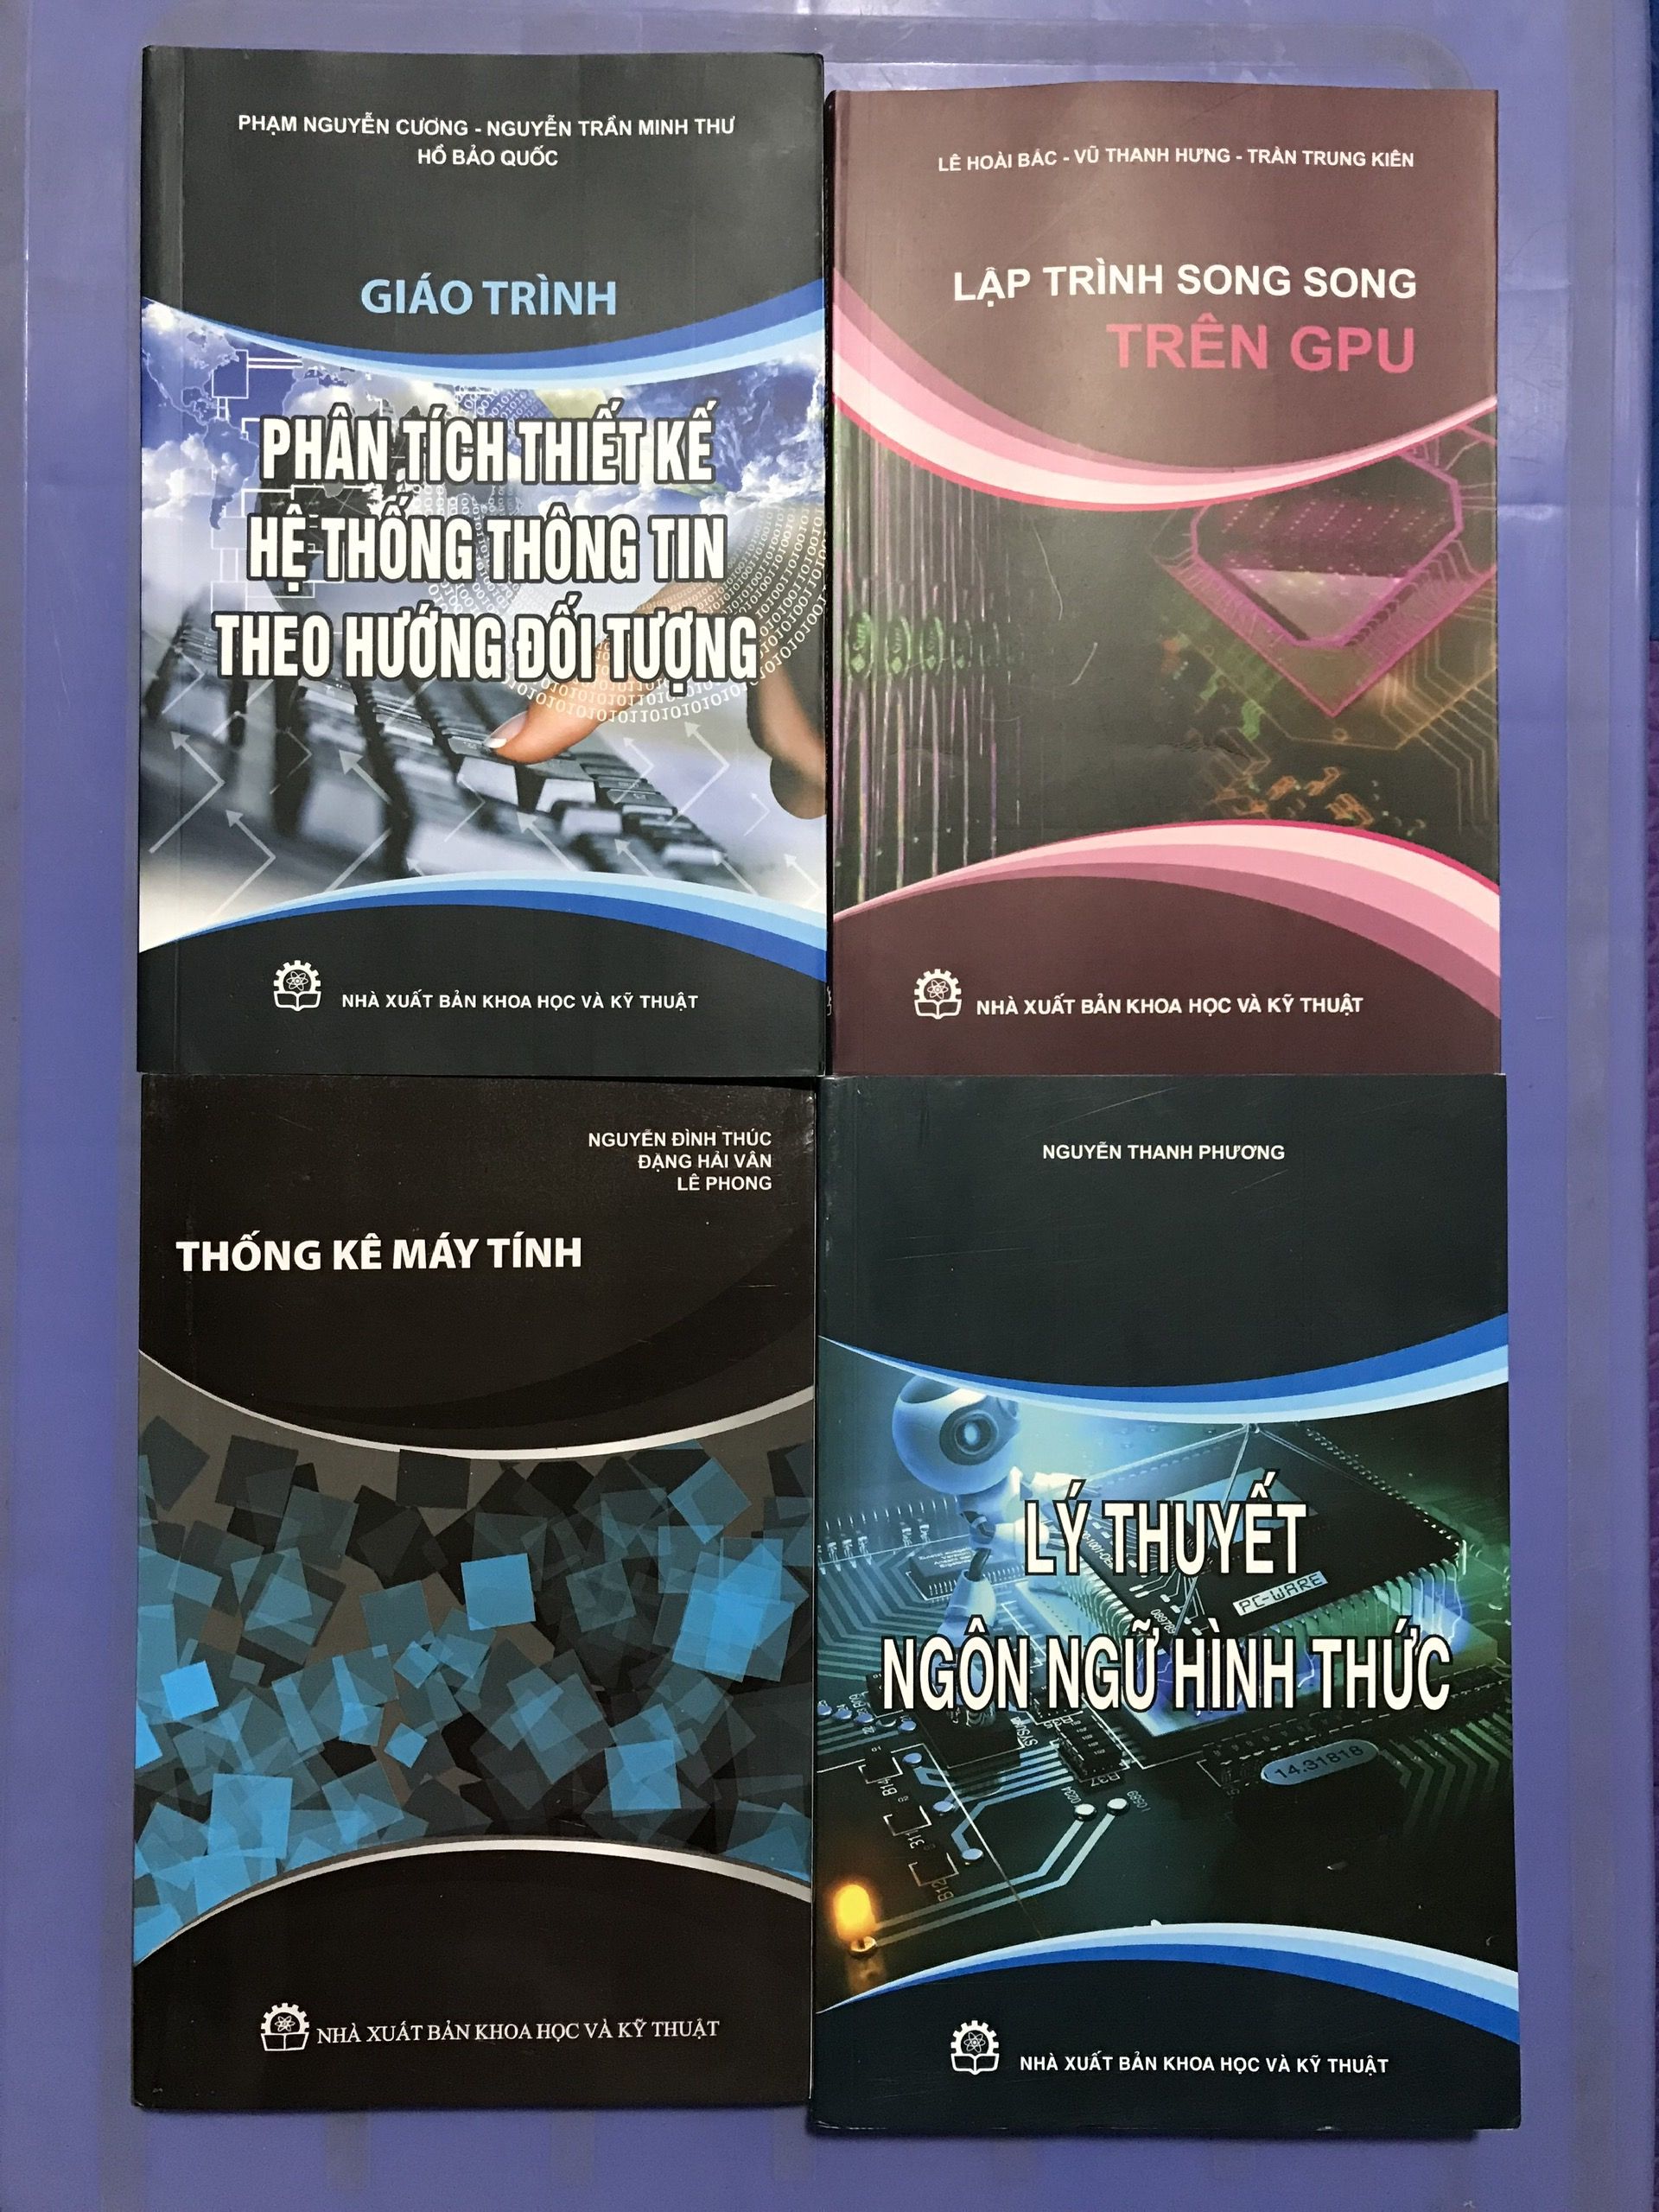 PHẠM NGUYỄN CƯƠNG - NGUYỄN TRẦN MINH THƯ
HỒ BẢO QUỐC
GIÁO TRÌNH
PHÂN TÍCH THIẾT KẾ
HỆ THỐNG THÔNG TIN
THEO HƯỚNG ĐỐI TƯỢNG
NHÀ XUẤT BẢN KHOA HỌC VÀ KỸ THUẬT
LÊ HOÀI BẮC - VŨ THANH HƯNG - TRẦN TRUNG KIÊN
LẬP TRÌNH SONG SONG
TRÊN GPU
NHÀ XUẤT BẢN KHOA HỌC VÀ KỸ THUẬT
NGUYỄN ĐÌNH THÚC
ĐẶNG HẢI VÂN
LÊ PHONG
THỐNG KÊ MÁY TÍNH
NHÀ XUẤT BẢN KHOA HỌC VÀ KỸ THUẬT
NGUYỄN THANH PHƯƠNG
LÝ THUYẾT
NGÔN NGỮ HÌNH THỨC
PC-WARE
14.31818
B14
B37
B12
NHÀ XUẤT BẢN KHOA HỌC VÀ KỸ THUẬT